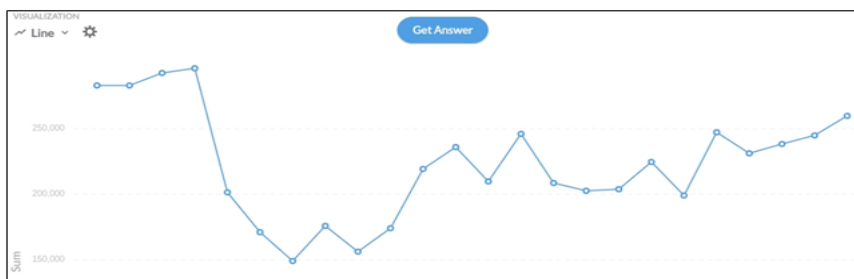 VISUALIZATION
Line
Get Answer
250,000
200,000
150,000
Sum